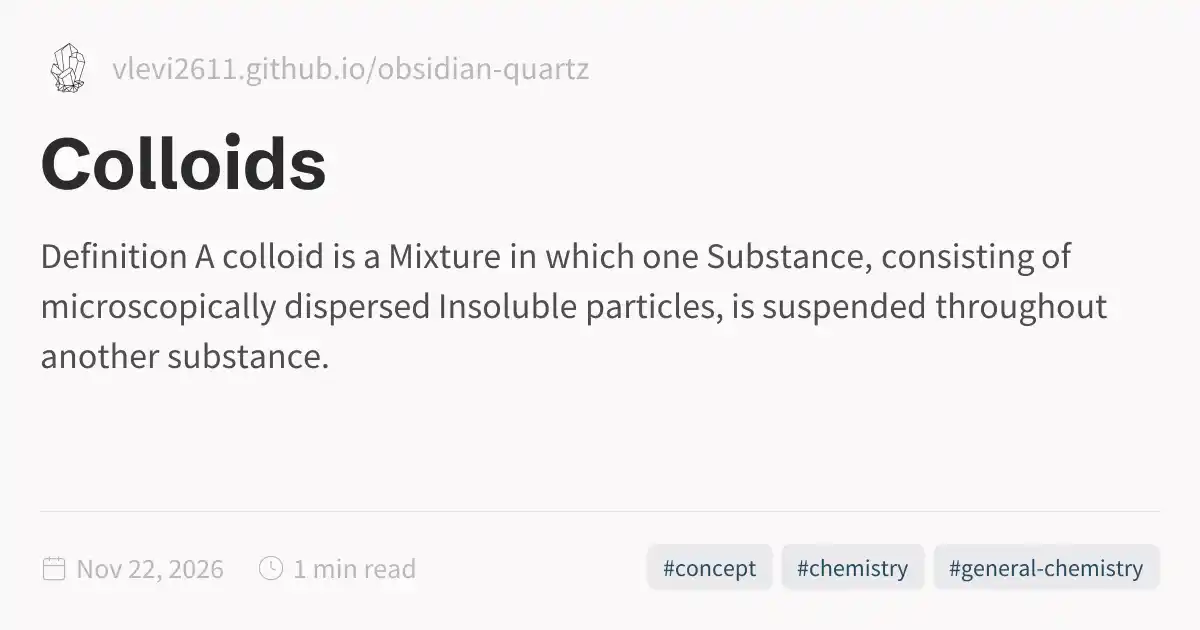 vlevi2611.github.io/obsidian-quartz
Colloids
Definition A colloid is a Mixture in which one Substance, consisting of
microscopically dispersed Insoluble particles, is suspended throughout
another substance.
Nov 22, 2026 1 min read #concept #chemistry #general-chemistry